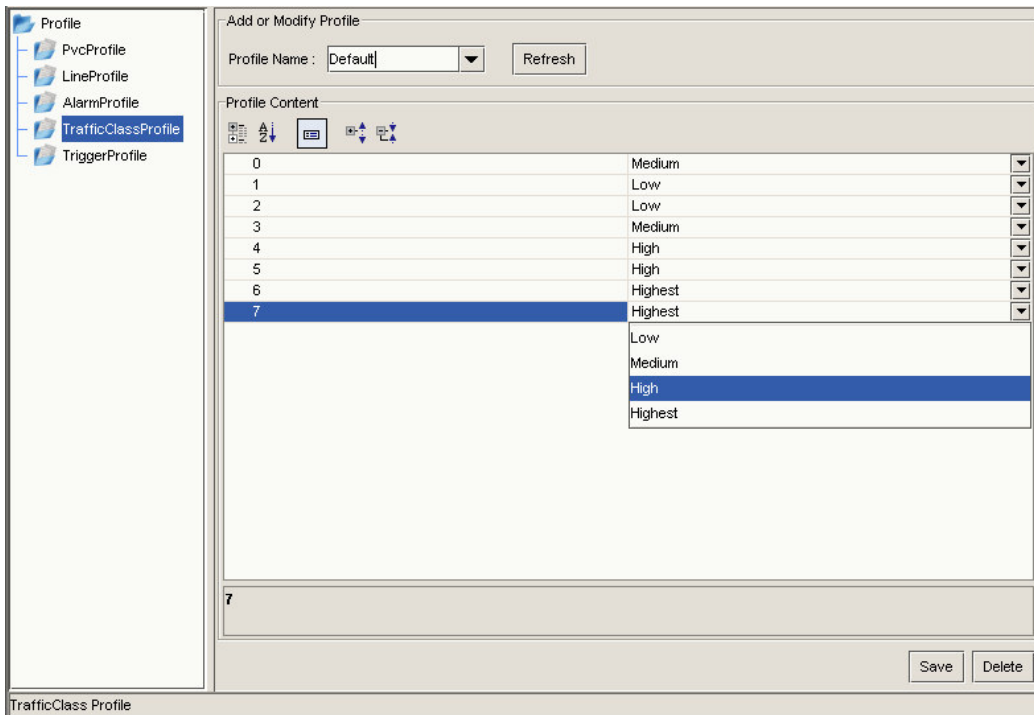 Profile
PvcProfile
LineProfile
AlarmProfile
TrafficClassProfile
TriggerProfile
Add or Modify Profile
Profile Name : Default Refresh
Profile Content
0 Medium
1 Low
2 Low
3 Medium
4 High
5 High
6 Highest
7 Highest
Low
Medium
High
Highest
7
Save Delete
TrafficClass Profile